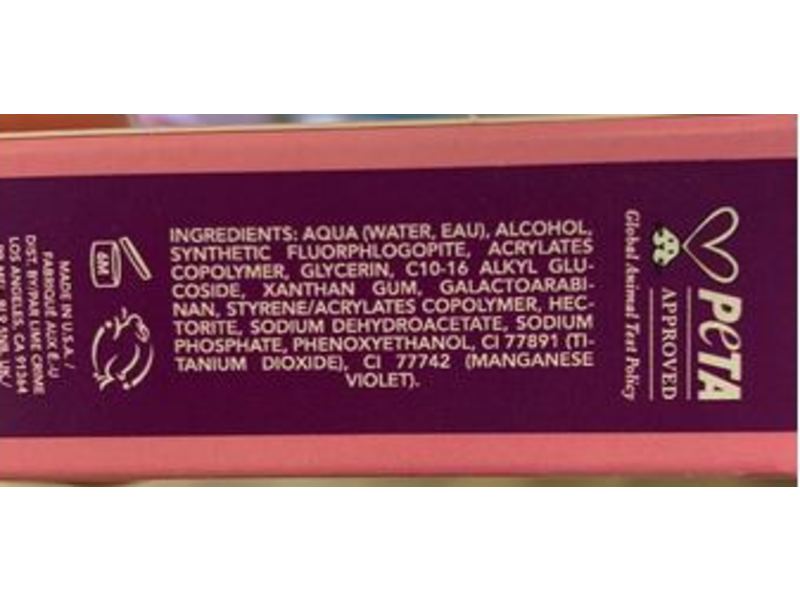 INGREDIENTS: AQUA (WATER, EAU), ALCOHOL,
SYNTHETIC FLUORPHLOGOPITE, ACRYLATES
COPOLYMER, GLYCERIN, C10-16 ALKYL GLU-
COSIDE, XANTHAN GUM, GALACTOARABI-
NAN, STYRENE/ACRYLATES COPOLYMER, HEC-
TORITE, SODIUM DEHYDROACETATE, SODIUM
PHOSPHATE, PHENOXYETHANOL, CI 77891 (TI-
TANIUM DIOXIDE), CI 77742 (MANGANESE
VIOLET).
PeTA
APPROVED
Global Animal Test Policy
6M
MADE IN U.S.A. /
FABRIQUÉ AUX É.-U
DIST. BY/PAR LIME CRIME
LOS ANGELES, CA 91364